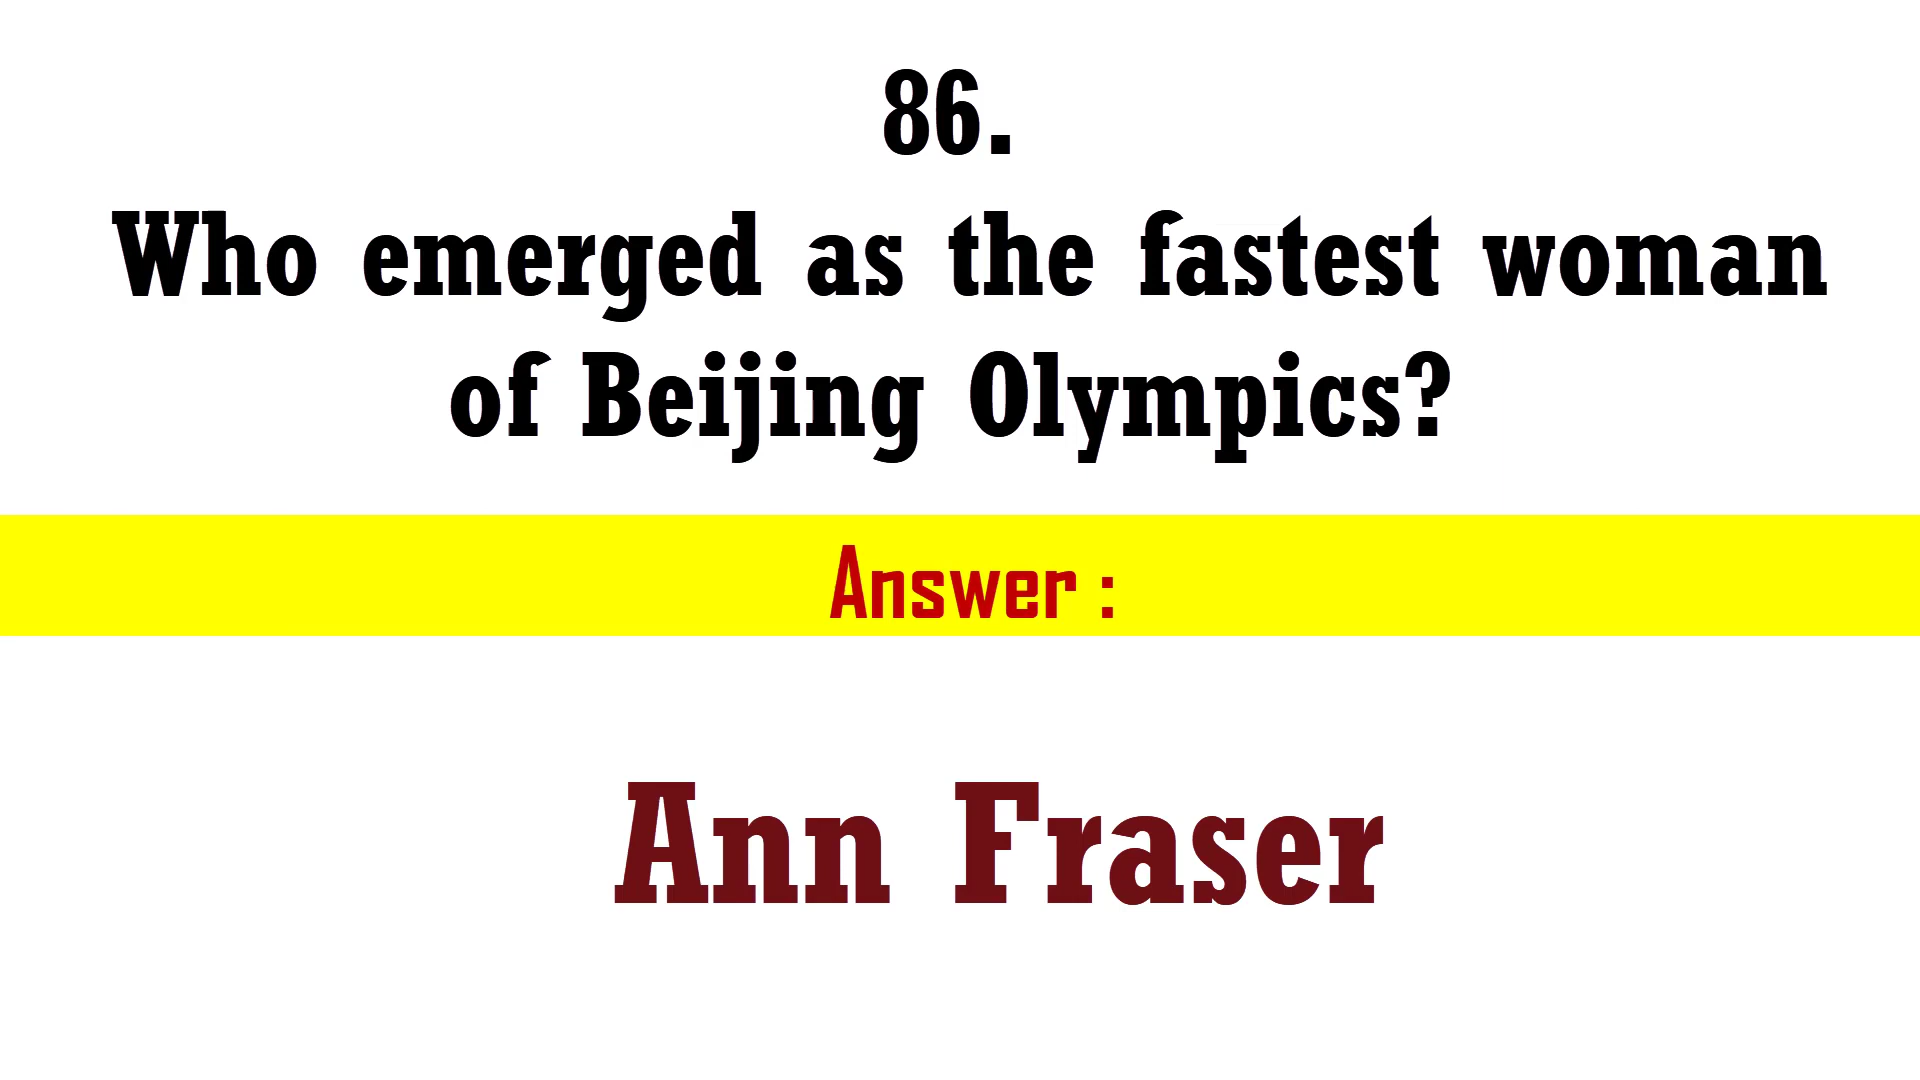 86.
Who emerged as the fastest woman
of Beijing Olympics?
Answer :
Ann Fraser